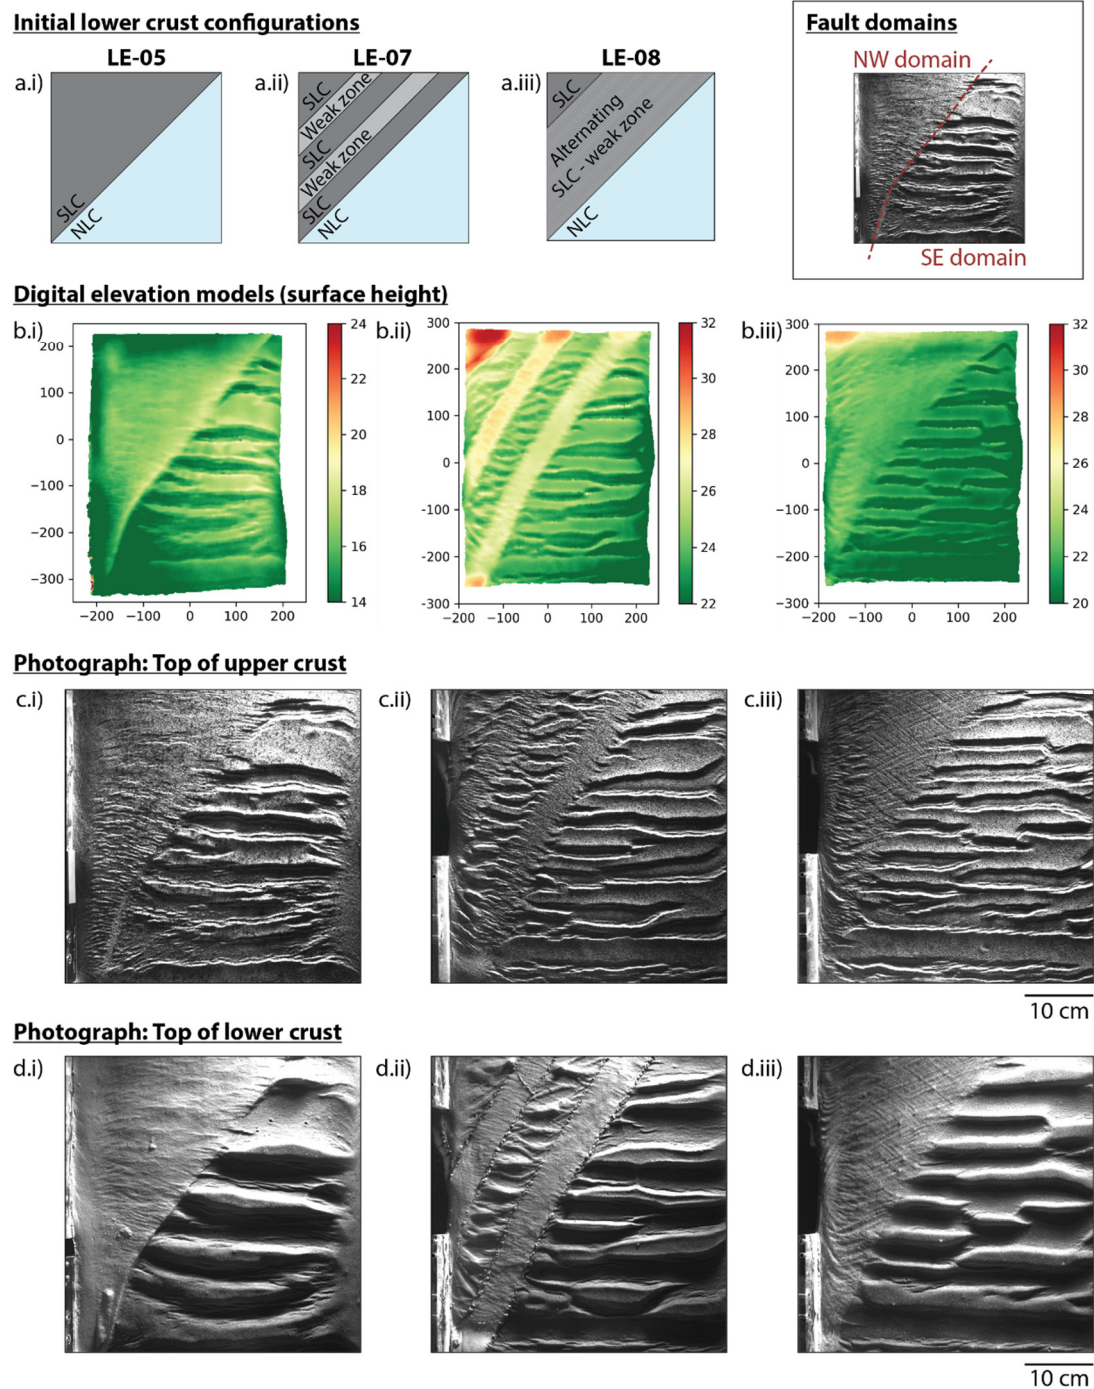 Initial lower crust configurations
Fault domains
LE-05
LE-07
LE-08
a.i)
a.ii)
a.iii)
SLC
NLC
SLC
Weak zone
SLC
Weak zone
SLC
NLC
SLC
Alternating
SLC - weak zone
NLC
NW domain
SE domain
Digital elevation models (surface height)
b.i)
200
100
0
−100
−200
−300
−200
−100
0
100
200
24
22
20
18
16
14
b.ii)
300
200
100
0
−100
−200
−300
−200
−100
0
100
200
32
30
28
26
24
22
b.iii)
300
200
100
0
−100
−200
−300
−200
−100
0
100
200
32
30
28
26
24
22
20
Photograph: Top of upper crust
c.i)
c.ii)
c.iii)
10 cm
Photograph: Top of lower crust
d.i)
d.ii)
d.iii)
10 cm